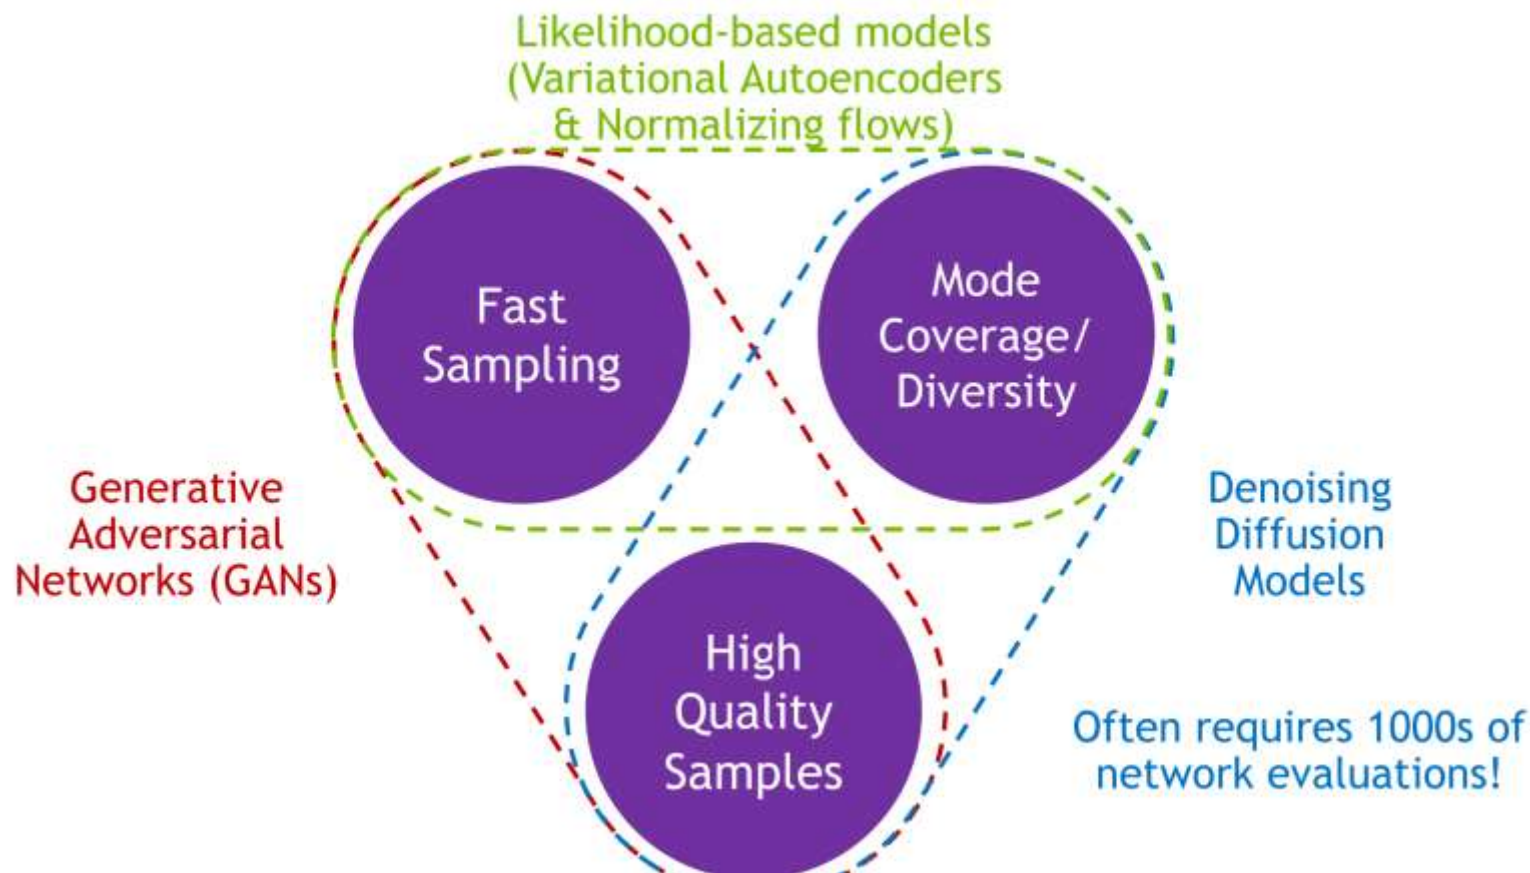 Likelihood-based models
(Variational Autoencoders
& Normalizing flows)
Fast
Sampling
Mode
Coverage/
Diversity
Generative
Adversarial
Networks (GANs)
Denoising
Diffusion
Models
High
Quality
Samples
Often requires 1000s of
network evaluations!